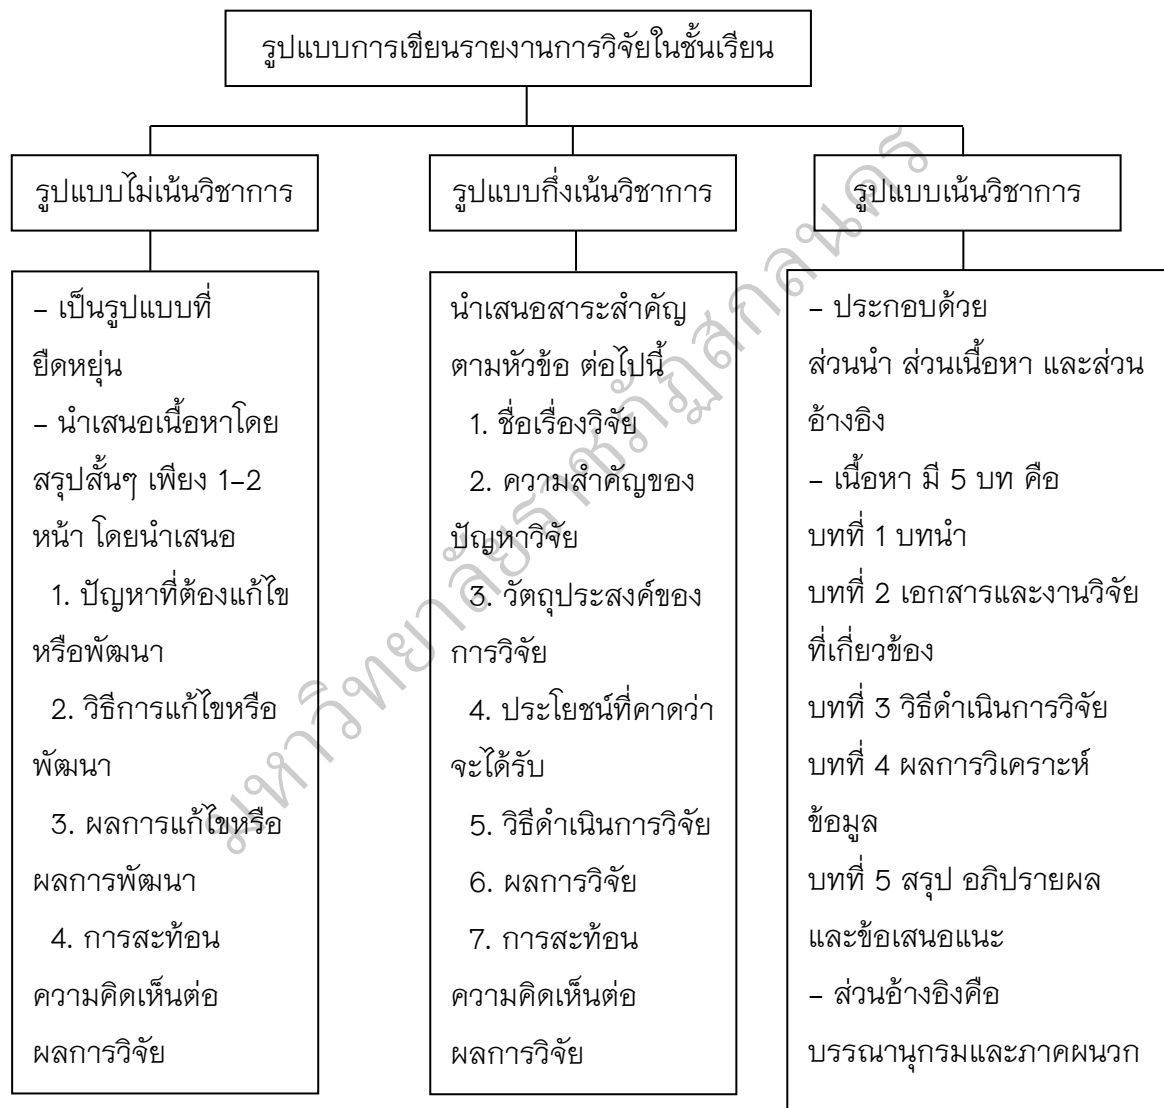 รูปแบบการเขียนรายงานการวิจัยในชั้นเรียน
รูปแบบไม่เน้นวิชาการ
รูปแบบกึ่งเน้นวิชาการ
รูปแบบเน้นวิชาการ
– เป็นรูปแบบที่
ยืดหยุ่น
– นำเสนอเนื้อหาโดย
สรุปสั้นๆ เพียง 1–2
หน้า โดยนำเสนอ
1. ปัญหาที่ต้องแก้ไข
หรือพัฒนา
2. วิธีการแก้ไขหรือ
พัฒนา
3. ผลการแก้ไขหรือ
ผลการพัฒนา
4. การสะท้อน
ความคิดเห็นต่อ
ผลการวิจัย
นำเสนอสาระสำคัญ
ตามหัวข้อ ต่อไปนี้
1. ชื่อเรื่องวิจัย
2. ความสำคัญของ
ปัญหาวิจัย
3. วัตถุประสงค์ของ
การวิจัย
4. ประโยชน์ที่คาดว่า
จะได้รับ
5. วิธีดำเนินการวิจัย
6. ผลการวิจัย
7. การสะท้อน
ความคิดเห็นต่อ
ผลการวิจัย
– ประกอบด้วย
ส่วนนำ ส่วนเนื้อหา และส่วน
อ้างอิง
– เนื้อหา มี 5 บท คือ
บทที่ 1 บทนำ
บทที่ 2 เอกสารและงานวิจัย
ที่เกี่ยวข้อง
บทที่ 3 วิธีดำเนินการวิจัย
บทที่ 4 ผลการวิเคราะห์
ข้อมูล
บทที่ 5 สรุป อภิปรายผล
และข้อเสนอแนะ
– ส่วนอ้างอิงคือ
บรรณานุกรมและภาคผนวก
มหาวิทยาลัยราชภัฏสกลนคร